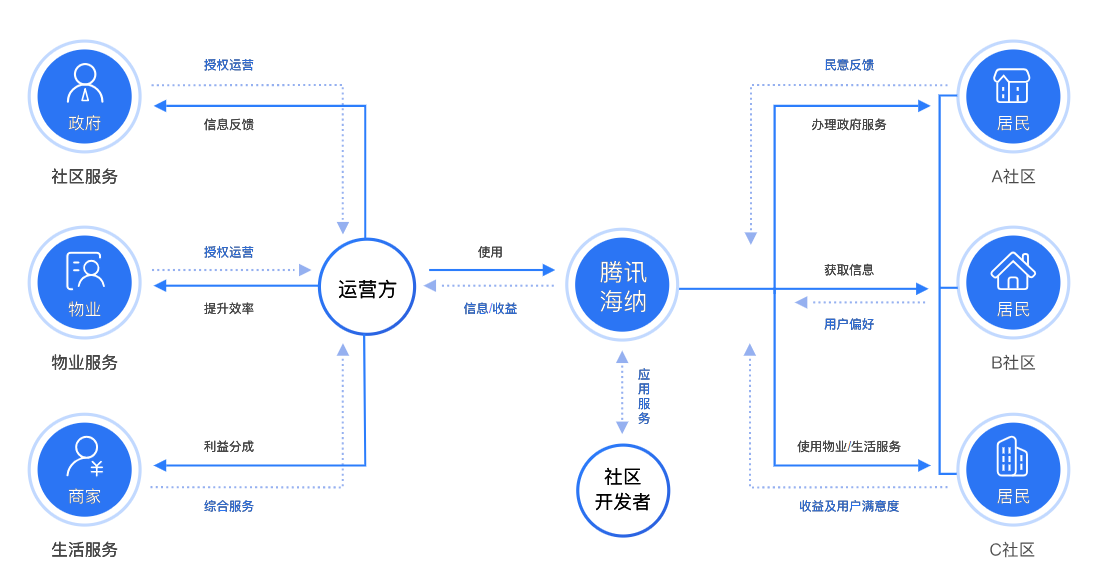 授权运营
政府
信息反馈
社区服务
授权运营
物业
提升效率
物业服务
利益分成
商家
综合服务
生活服务
运营方
使用
信息/收益
腾讯
海纳
应
用
服
务
社区
开发者
民意反馈
办理政府服务
居民
A社区
获取信息
用户偏好
居民
B社区
使用物业/生活服务
收益及用户满意度
居民
C社区